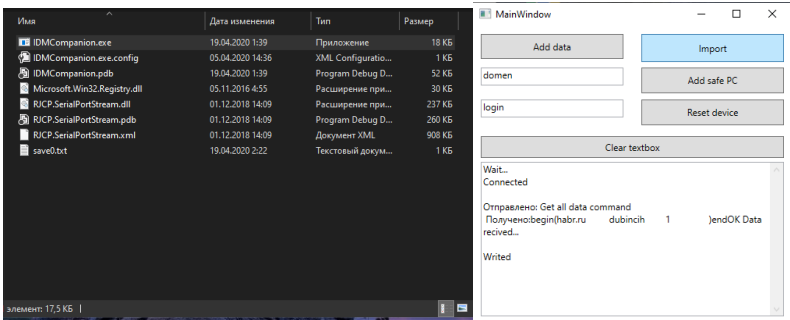 Имя Дата изменения Тип Размер
IDMCompanion.exe 19.04.2020 1:39 Приложение 18 КБ
IDMCompanion.exe.config 05.04.2020 14:36 XML Configuratio... 1 КБ
IDMCompanion.pdb 19.04.2020 1:39 Program Debug D... 52 КБ
Microsoft.Win32.Registry.dll 05.11.2016 4:55 Расширение при... 30 КБ
RJCP.SerialPortStream.dll 01.12.2018 14:09 Расширение при... 237 КБ
RJCP.SerialPortStream.pdb 01.12.2018 14:09 Program Debug D... 260 КБ
RJCP.SerialPortStream.xml 01.12.2018 14:09 Документ XML 908 КБ
save0.txt 19.04.2020 2:22 Текстовый докум... 1 КБ
элемент: 17,5 КБ
MainWindow
Add data Import
domen Add safe PC
login Reset device
Clear textbox
Wait...
Connected
Отправлено: Get all data command
Получено:begin{habr.ru dubincih 1 }endOK Data
recived...
Writed